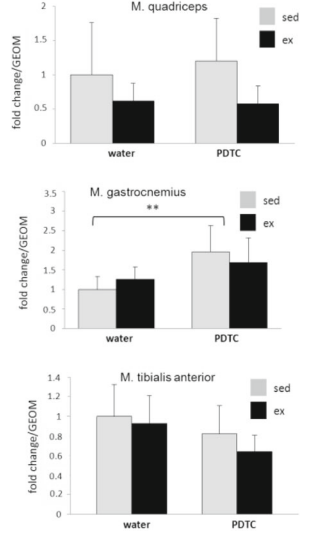 M. quadriceps
fold change/GEOM
2
1.5
1
0.5
0
sed
ex
water PDTC
M. gastrocnemius
fold change/GEOM
3.5
3
2.5
2
1.5
1
0.5
0
**
sed
ex
water PDTC
M. tibialis anterior
fold change/GEOM
1.4
1.2
1
0.8
0.6
0.4
0.2
0
sed
ex
water PDTC